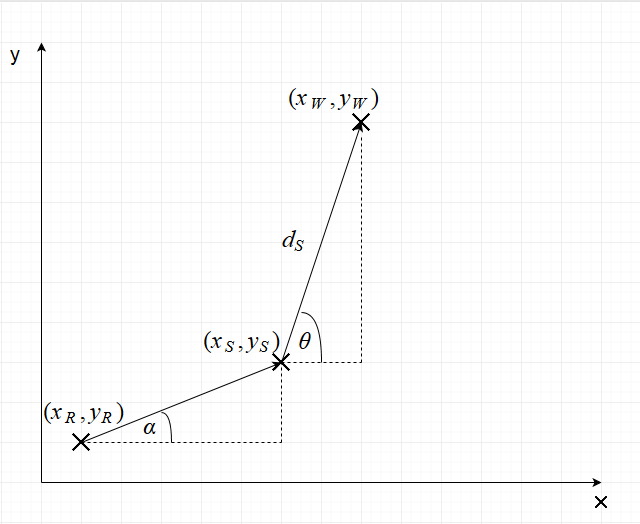 y
(x_W, y_W)
d_S
(x_S, y_S)
θ
(x_R, y_R)
α
x